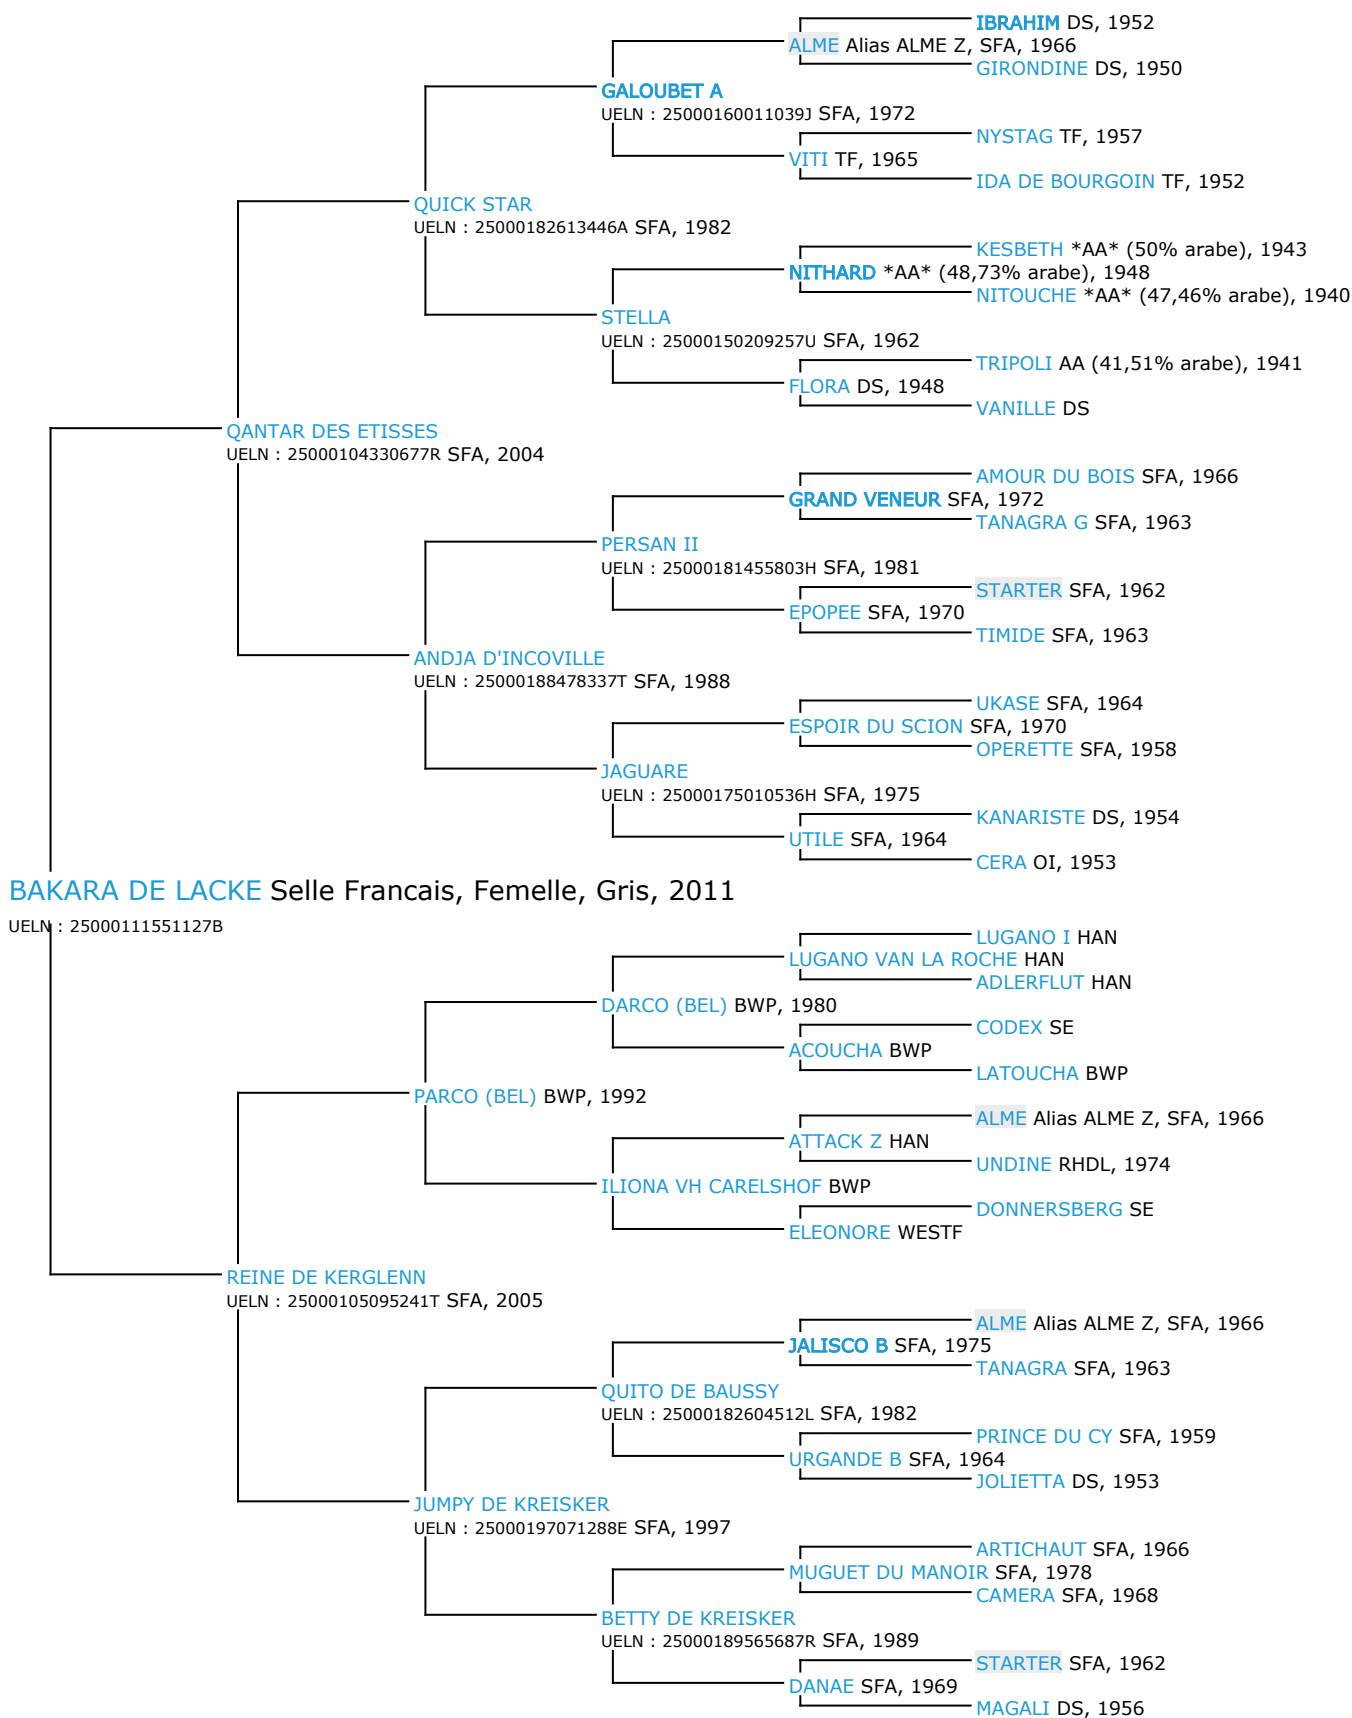 IBRAHIM DS, 1952
ALME Alias ALME Z, SFA, 1966
GIRONDINE DS, 1950
GALOUBET A
UELN : 25000160011039J SFA, 1972
NYSTAG TF, 1957
VITI TF, 1965
IDA DE BOURGOIN TF, 1952
QUICK STAR
UELN : 25000182613446A SFA, 1982
KESBETH *AA* (50% arabe), 1943
NITHARD *AA* (48,73% arabe), 1948
NITOUCHE *AA* (47,46% arabe), 1940
STELLA
UELN : 25000150209257U SFA, 1962
TRIPOLI AA (41,51% arabe), 1941
FLORA DS, 1948
VANILLE DS
QANTAR DES ETISSES
UELN : 25000104330677R SFA, 2004
AMOUR DU BOIS SFA, 1966
GRAND VENEUR SFA, 1972
TANAGRA G SFA, 1963
PERSAN II
UELN : 25000181455803H SFA, 1981
STARTER SFA, 1962
EPOPEE SFA, 1970
TIMIDE SFA, 1963
ANDJA D'INCOVILLE
UELN : 25000188478337T SFA, 1988
UKASE SFA, 1964
ESPOIR DU SCION SFA, 1970
OPERETTE SFA, 1958
JAGUARE
UELN : 25000175010536H SFA, 1975
KANARISTE DS, 1954
UTILE SFA, 1964
CERA OI, 1953
BAKARA DE LACKE Selle Francais, Femelle, Gris, 2011
UELN : 25000111551127B
LUGANO I HAN
LUGANO VAN LA ROCHE HAN
ADLERFLUT HAN
DARCO (BEL) BWP, 1980
CODEX SE
ACOUCHA BWP
LATOUCHA BWP
PARCO (BEL) BWP, 1992
ALME Alias ALME Z, SFA, 1966
ATTACK Z HAN
UNDINE RHDL, 1974
ILIONA VH CARELSHOF BWP
DONNERSBERG SE
ELEONORE WESTF
REINE DE KERGLENN
UELN : 25000105095241T SFA, 2005
ALME Alias ALME Z, SFA, 1966
JALISCO B SFA, 1975
TANAGRA SFA, 1963
QUITO DE BAUSSY
UELN : 25000182604512L SFA, 1982
PRINCE DU CY SFA, 1959
URGANDE B SFA, 1964
JOLIETTA DS, 1953
JUMPY DE KREISKER
UELN : 25000197071288E SFA, 1997
ARTICHAUT SFA, 1966
MUGUET DU MANOIR SFA, 1978
CAMERA SFA, 1968
BETTY DE KREISKER
UELN : 25000189565687R SFA, 1989
STARTER SFA, 1962
DANAE SFA, 1969
MAGALI DS, 1956